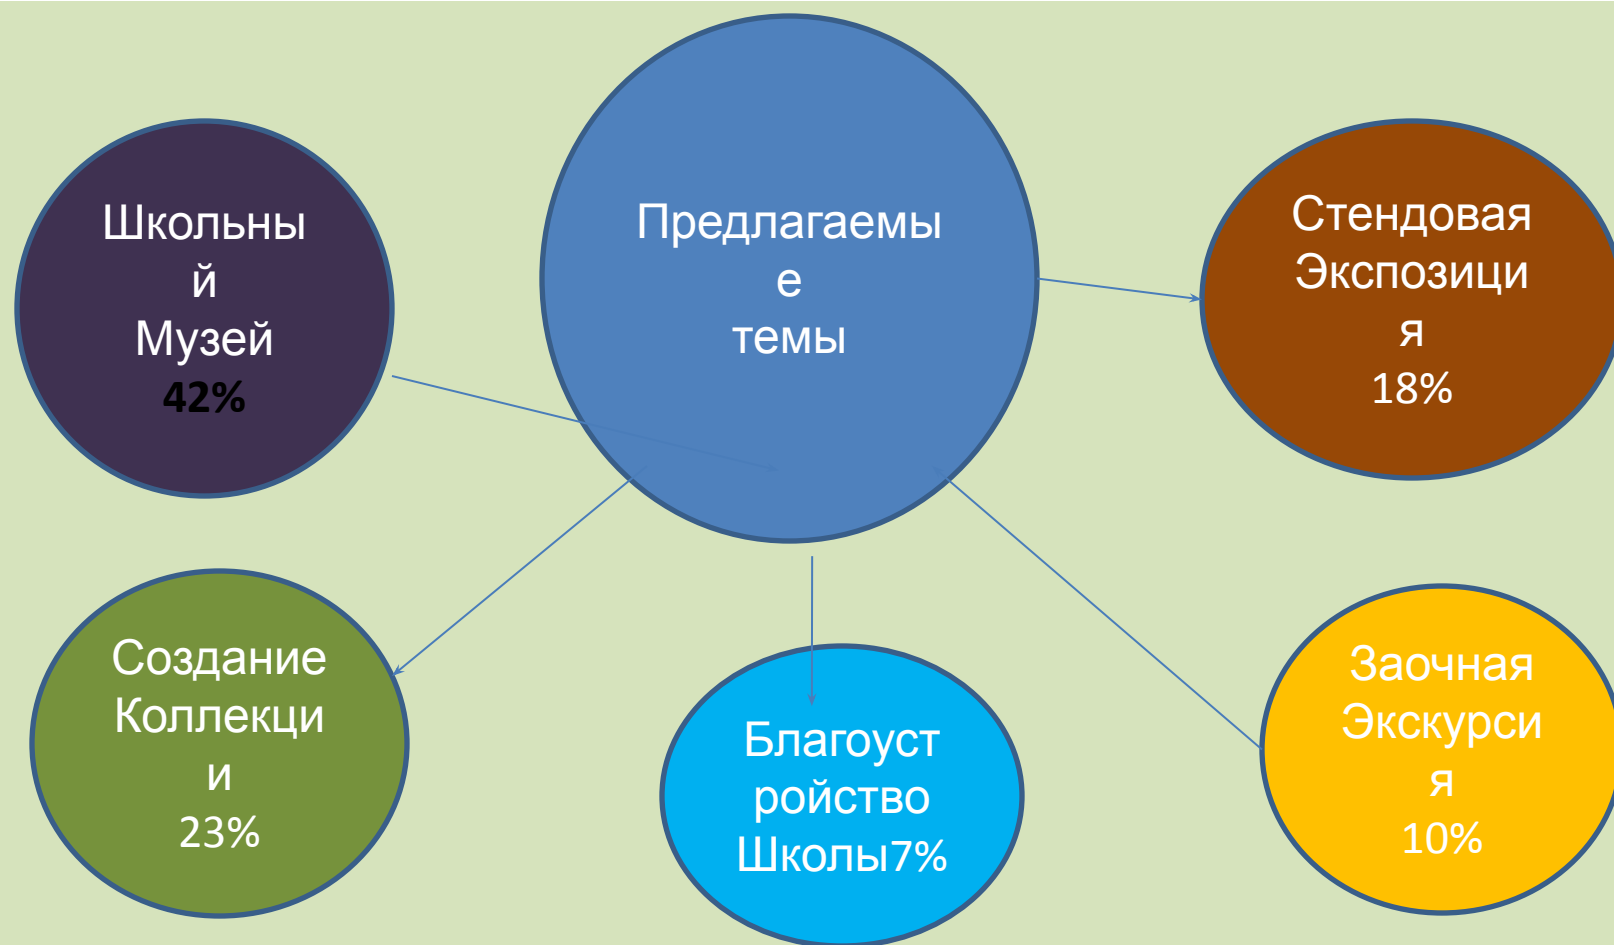 Школьны
й
Музей
42%
Предлагаемы
е
темы
Стендовая
Экспозици
я
18%
Создание
Коллекци
и
23%
Благоуст
ройство
Школы7%
Заочная
Экскурси
я
10%